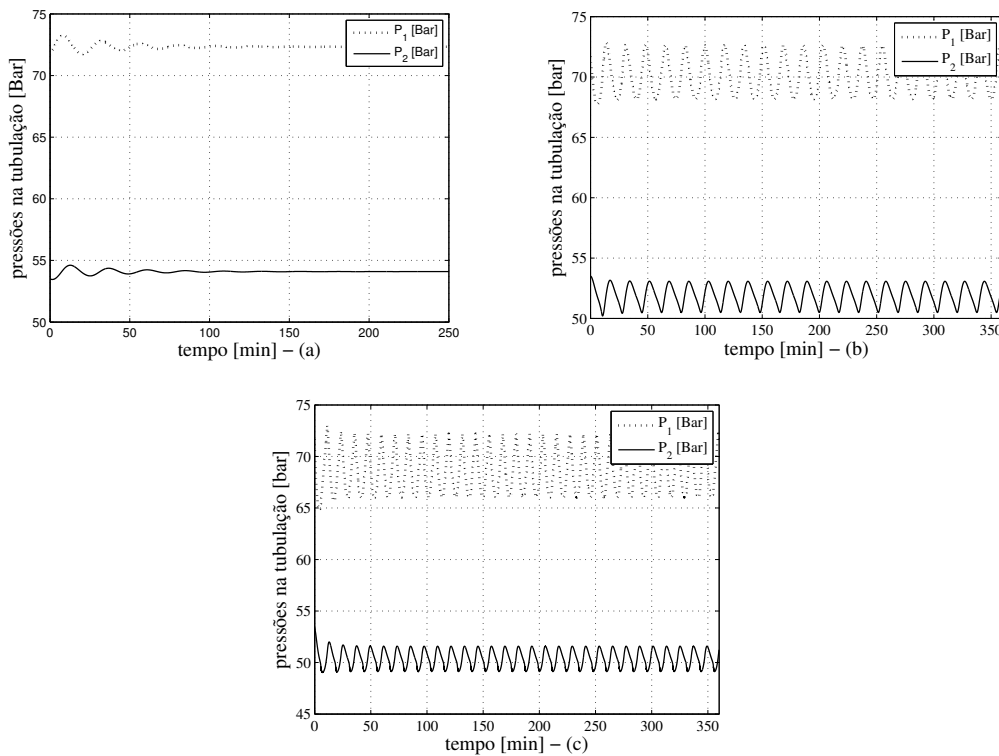 pressões na tubulação [Bar]
75
70
65
60
55
50
P1 [Bar]
P2 [Bar]
0 50 100 150 200 250
tempo [min] – (a)
pressões na tubulação [bar]
75
70
65
60
55
50
P1 [Bar]
P2 [Bar]
0 50 100 150 200 250 300 350
tempo [min] – (b)
pressões na tubulação [bar]
75
70
65
60
55
50
45
P1 [Bar]
P2 [Bar]
0 50 100 150 200 250 300 350
tempo [min] – (c)